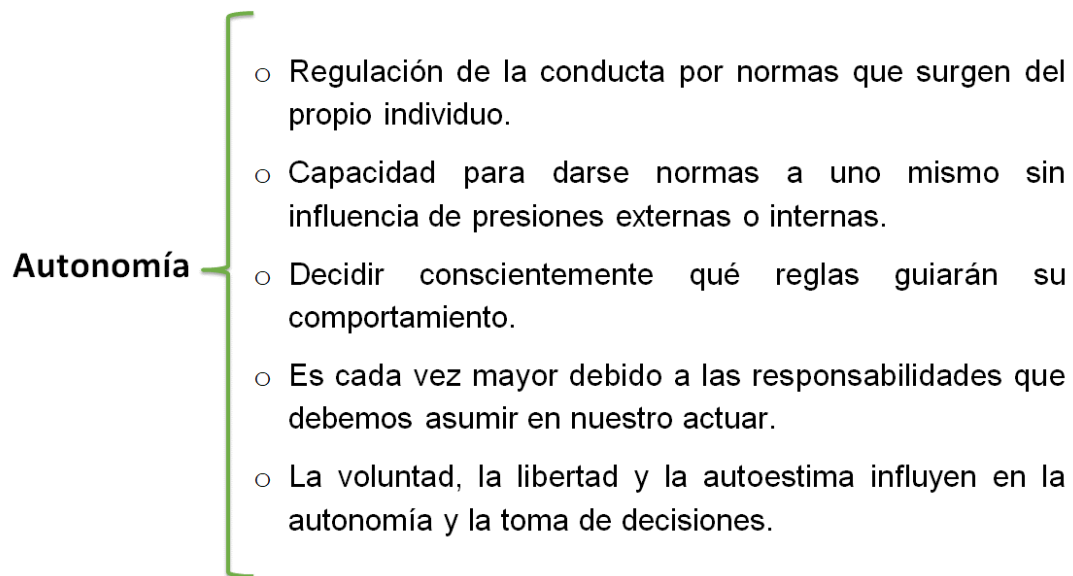 Autonomía
o Regulación de la conducta por normas que surgen del
propio individuo.
o Capacidad para darse normas a uno mismo sin
influencia de presiones externas o internas.
o Decidir conscientemente qué reglas guiarán su
comportamiento.
o Es cada vez mayor debido a las responsabilidades que
debemos asumir en nuestro actuar.
o La voluntad, la libertad y la autoestima influyen en la
autonomía y la toma de decisiones.